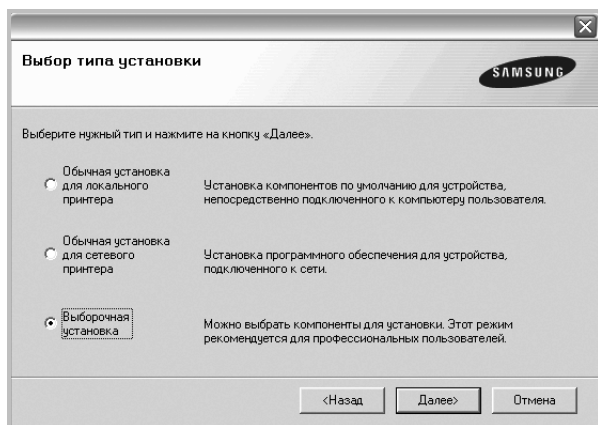 Выбор типа установки
SAMSUNG
Выберите нужный тип и нажмите на кнопку «Далее».
Обычная установка
для локального
принтера
Установка компонентов по умолчанию для устройства,
непосредственно подключенного к компьютеру пользователя.
Обычная установка
для сетевого
принтера
Установка программного обеспечения для устройства,
подключенного к сети.
Выборочная
установка
Можно выбрать компоненты для установки. Этот режим
рекомендуется для профессиональных пользователей.
<Назад
Далее>
Отмена